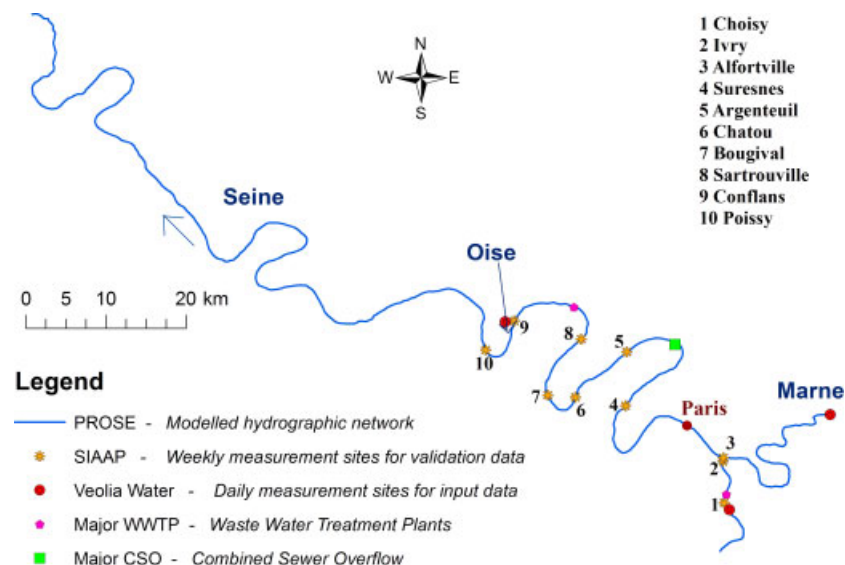 1 Choisy
2 Ivry
3 Alfortville
4 Suresnes
5 Argenteuil
6 Chatou
7 Bougival
8 Sartrouville
9 Conflans
10 Poissy
N
W E
S
Seine
Oise
0 5 10 20 km
9
8
5
10
7
6
4
Paris
Marne
3
2
1
Legend
PROSE - Modelled hydrographic network
SIAAP - Weekly measurement sites for validation data
Veolia Water - Daily measurement sites for input data
Major WWTP - Waste Water Treatment Plants
Major CSO - Combined Sewer Overflow